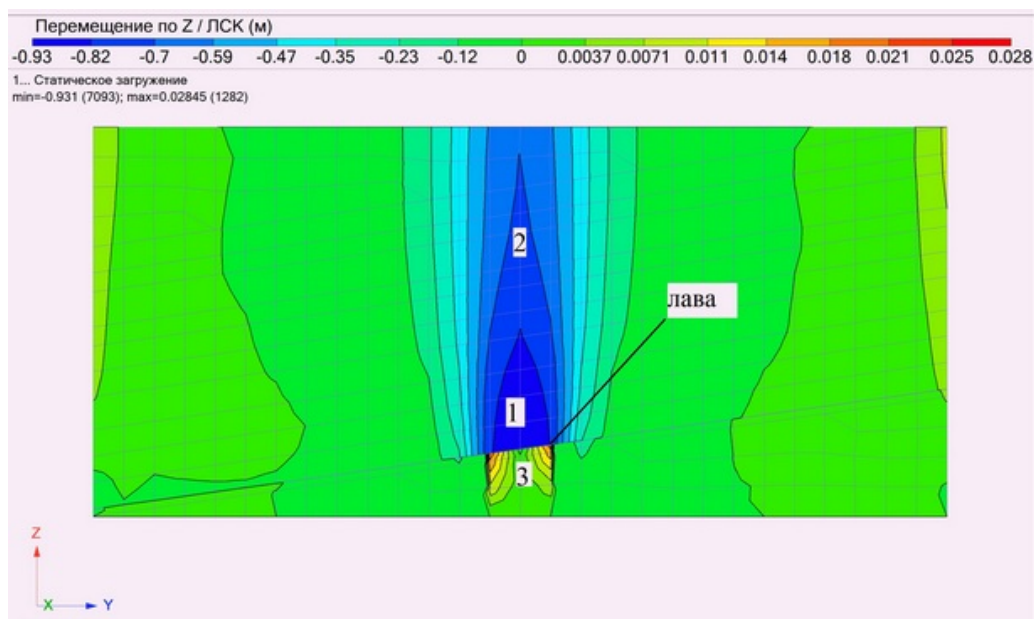 Перемещение по Z / ЛСК (м)
-0.93 -0.82 -0.7 -0.59 -0.47 -0.35 -0.23 -0.12 0 0.0037 0.0071 0.011 0.014 0.018 0.021 0.025 0.028
1... Статическое загружение
min=-0.931 (7093); max=0.02845 (1282)
2
лава
1
3
Z
X Y